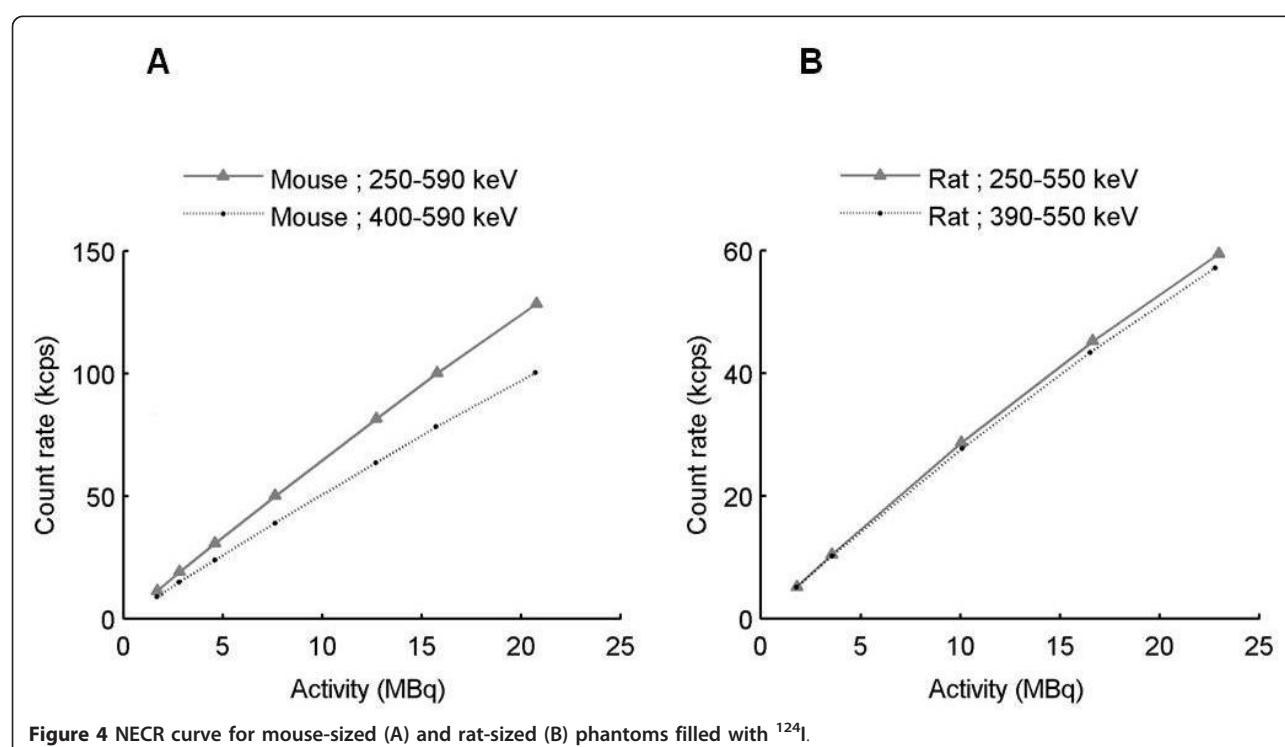 A
Mouse ; 250-590 keV
Mouse ; 400-590 keV
150
100
50
0
Count rate (kcps)
0 5 10 15 20 25
Activity (MBq)
B
Rat ; 250-550 keV
Rat ; 390-550 keV
60
40
20
0
Count rate (kcps)
0 5 10 15 20 25
Activity (MBq)
Figure 4 NECR curve for mouse-sized (A) and rat-sized (B) phantoms filled with ¹²⁴I.